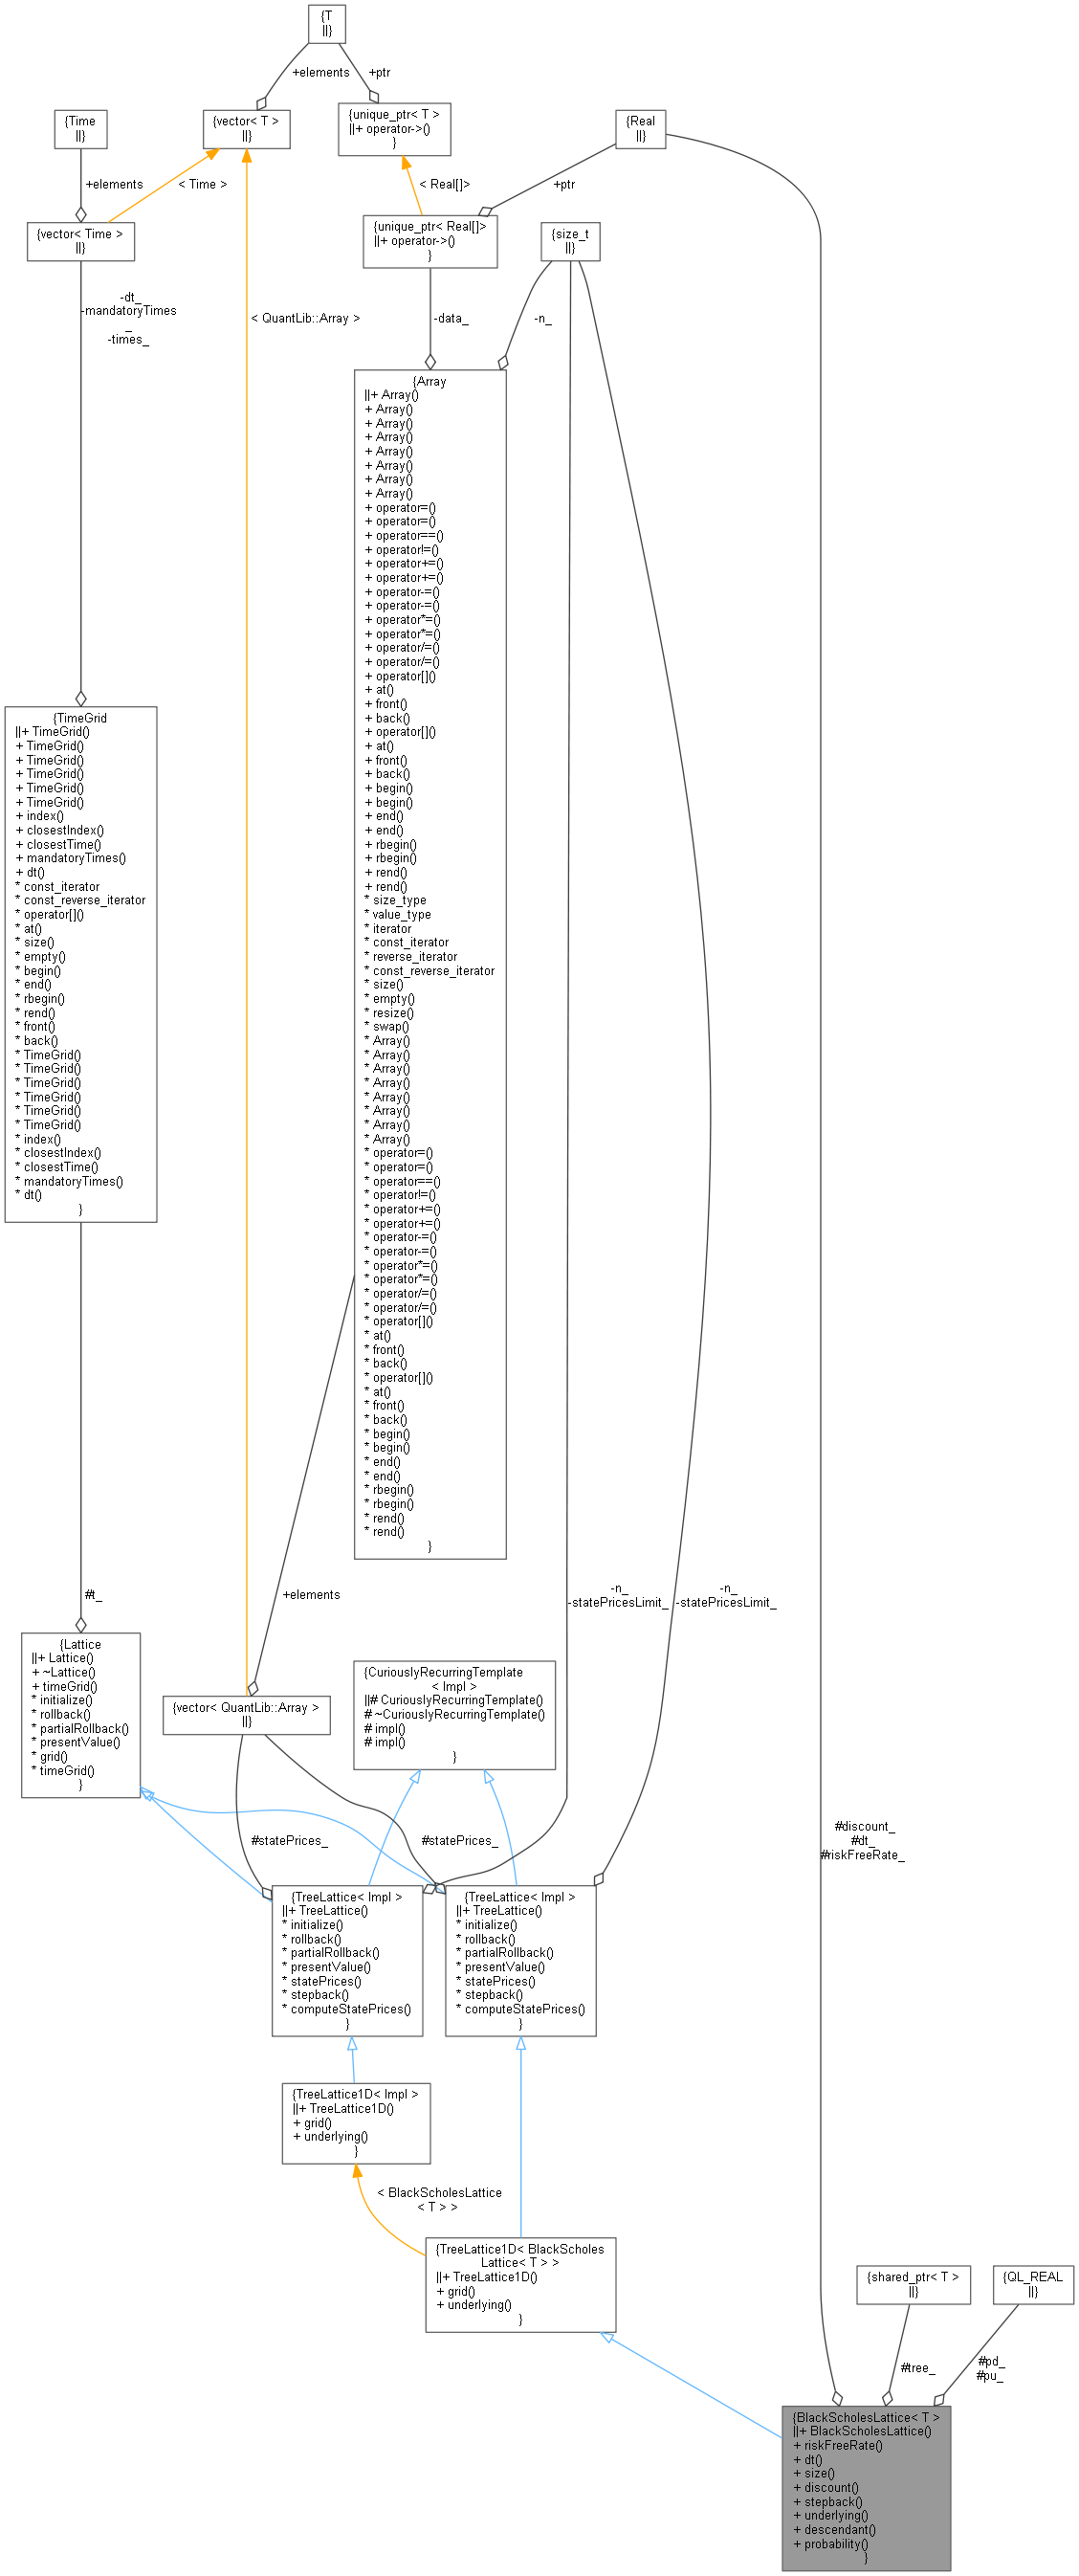 {T
||}
+elements
+ptr
{Time
||}
{vector< T >
||}
{unique_ptr< T >
||+ operator->()
}
{Real
||}
+elements
< Time >
< Real[]>
+ptr
{vector< Time >
||}
{unique_ptr< Real[]>
||+ operator->()
}
{size_t
||}
-dt_
-mandatoryTimes
_
-times_
< QuantLib::Array >
-data_
-n_
{Array
||+ Array()
+ Array()
+ Array()
+ Array()
+ Array()
+ Array()
+ Array()
+ Array()
+ operator=()
+ operator=()
+ operator==()
+ operator!=()
+ operator+=()
+ operator+=()
+ operator-=()
+ operator-=()
+ operator*=()
+ operator*=()
+ operator/=()
+ operator/=()
+ operator[]()
+ at()
+ front()
+ back()
+ operator[]()
+ at()
+ front()
+ back()
+ begin()
+ begin()
+ end()
+ end()
+ rbegin()
+ rbegin()
+ rend()
+ rend()
* size_type
* value_type
* iterator
* const_iterator
* reverse_iterator
* const_reverse_iterator
* size()
* empty()
* resize()
* swap()
* Array()
* Array()
* Array()
* Array()
* Array()
* Array()
* Array()
* Array()
* operator=()
* operator=()
* operator==()
* operator!=()
* operator+=()
* operator+=()
* operator-=()
* operator-=()
* operator*=()
* operator*=()
* operator/=()
* operator/=()
* operator[]()
* at()
* front()
* back()
* operator[]()
* at()
* front()
* back()
* begin()
* begin()
* end()
* end()
* rbegin()
* rbegin()
* rend()
* rend()
}
{TimeGrid
||+ TimeGrid()
+ TimeGrid()
+ TimeGrid()
+ TimeGrid()
+ TimeGrid()
+ TimeGrid()
+ index()
+ closestIndex()
+ closestTime()
+ mandatoryTimes()
+ dt()
* const_iterator
* const_reverse_iterator
* operator[]()
* at()
* size()
* empty()
* begin()
* end()
* rbegin()
* rend()
* front()
* back()
* TimeGrid()
* TimeGrid()
* TimeGrid()
* TimeGrid()
* TimeGrid()
* TimeGrid()
* index()
* closestIndex()
* closestTime()
* mandatoryTimes()
* dt()
}
#t_
+elements
-n_
-statePricesLimit_
-n_
-statePricesLimit_
{Lattice
||+ Lattice()
+ ~Lattice()
+ timeGrid()
* initialize()
* rollback()
* partialRollback()
* presentValue()
* grid()
* timeGrid()
}
{vector< QuantLib::Array >
||}
{CuriouslyRecurringTemplate
< Impl >
||# CuriouslyRecurringTemplate()
# ~CuriouslyRecurringTemplate()
# impl()
# impl()
}
#statePrices_
#statePrices_
#discount_
#dt_
#riskFreeRate_
{TreeLattice< Impl >
||+ TreeLattice()
* initialize()
* rollback()
* partialRollback()
* presentValue()
* statePrices()
* stepback()
* computeStatePrices()
}
{TreeLattice< Impl >
||+ TreeLattice()
* initialize()
* rollback()
* partialRollback()
* presentValue()
* statePrices()
* stepback()
* computeStatePrices()
}
{TreeLattice1D< Impl >
||+ TreeLattice1D()
+ grid()
+ underlying()
}
< BlackScholesLattice
< T > >
{TreeLattice1D< BlackScholes
Lattice< T > >
||+ TreeLattice1D()
+ grid()
+ underlying()
}
{shared_ptr< T >
||}
{QL_REAL
||}
#tree_
#pd_
#pu_
{BlackScholesLattice< T >
||+ BlackScholesLattice()
+ riskFreeRate()
+ dt()
+ size()
+ discount()
+ stepback()
+ underlying()
+ descendant()
+ probability()
}